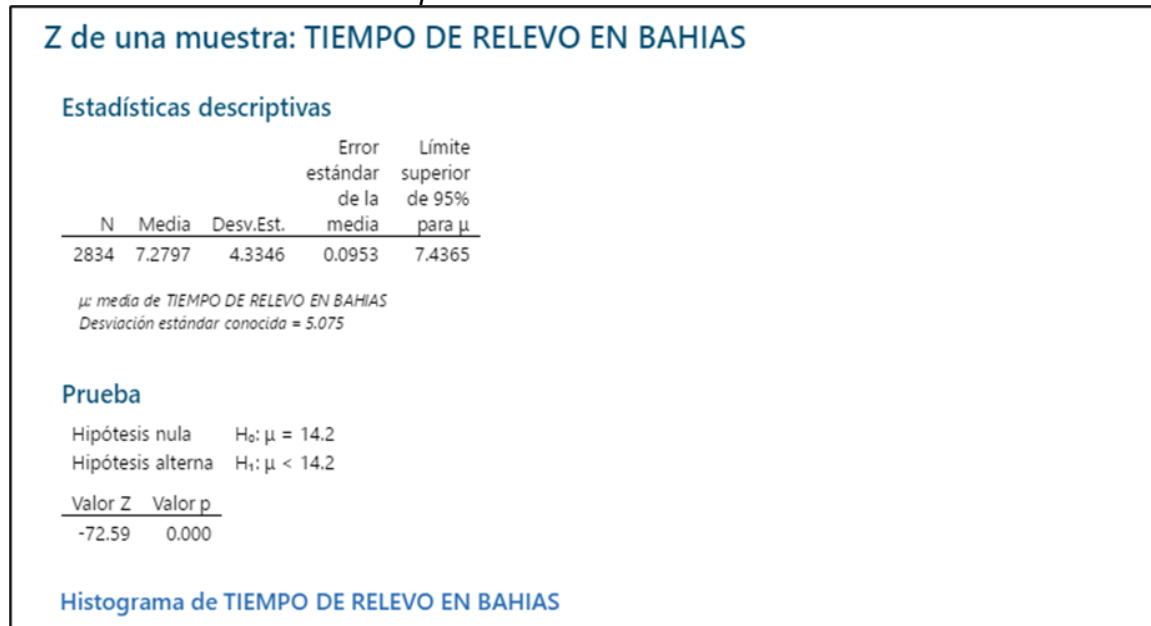 Z de una muestra: TIEMPO DE RELEVO EN BAHIAS
Estadísticas descriptivas
Error Límite
estándar superior
de la de 95%
N Media Desv.Est. media para μ
2834 7.2797 4.3346 0.0953 7.4365
μ: media de TIEMPO DE RELEVO EN BAHIAS
Desviación estándar conocida = 5.075
Prueba
Hipótesis nula H₀: μ = 14.2
Hipótesis alterna H₁: μ < 14.2
Valor Z Valor p
-72.59 0.000
Histograma de TIEMPO DE RELEVO EN BAHIAS